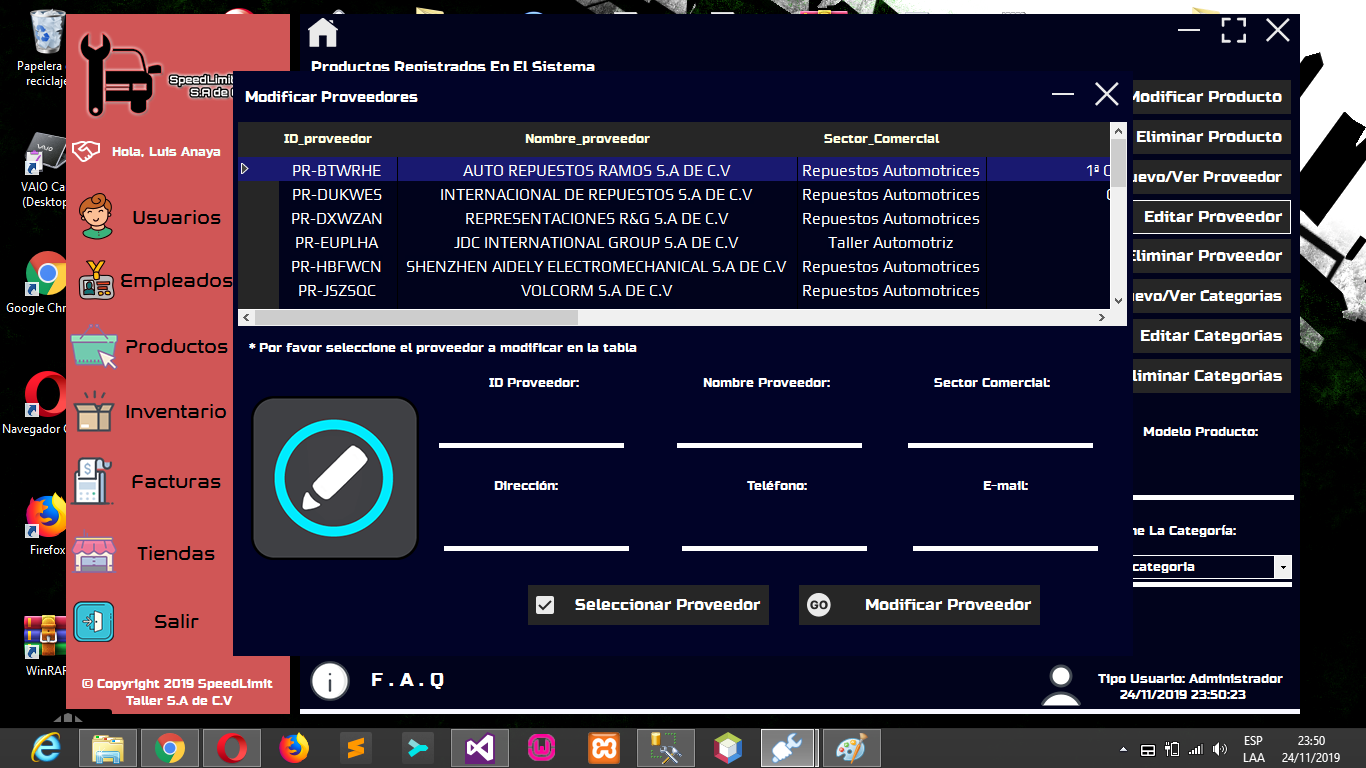 Papelera
reciclaje
VAIO Ca
(Desktop
Google Chr
Navegador
Firefox
WinRAR
SpeedLimit
S.A de C
Hola, Luis Anaya
Usuarios
Empleados
Productos
Inventario
Facturas
Tiendas
Salir
© Copyright 2019 SpeedLimit
Taller S.A de C.V
Productos Registrados En El Sistema
Modificar Proveedores
ID_proveedor Nombre_proveedor Sector_Comercial
PR-BTWRHE AUTO REPUESTOS RAMOS S.A DE C.V Repuestos Automotrices 1ª C
PR-DUKWES INTERNACIONAL DE REPUESTOS S.A DE C.V Repuestos Automotrices
PR-DXWZAN REPRESENTACIONES R&G S.A DE C.V Repuestos Automotrices
PR-EUPLHA JDC INTERNATIONAL GROUP S.A DE C.V Taller Automotriz
PR-HBFWCN SHENZHEN AIDELY ELECTROMECHANICAL S.A DE C.V Repuestos Automotrices
PR-JSZSQC VOLCORM S.A DE C.V Repuestos Automotrices
* Por favor seleccione el proveedor a modificar en la tabla
ID Proveedor: Nombre Proveedor: Sector Comercial:
Dirección: Teléfono: E-mail:
Seleccionar Proveedor
GO Modificar Proveedor
Modificar Producto
Eliminar Producto
uevo/Ver Proveedor
Editar Proveedor
Eliminar Proveedor
uevo/Ver Categorias
Editar Categorias
liminar Categorias
Modelo Producto:
ne La Categoría:
categoria
F . A . Q
Tipo Usuario: Administrador
24/11/2019 23:50:23
ESP
LAA
23:50
24/11/2019